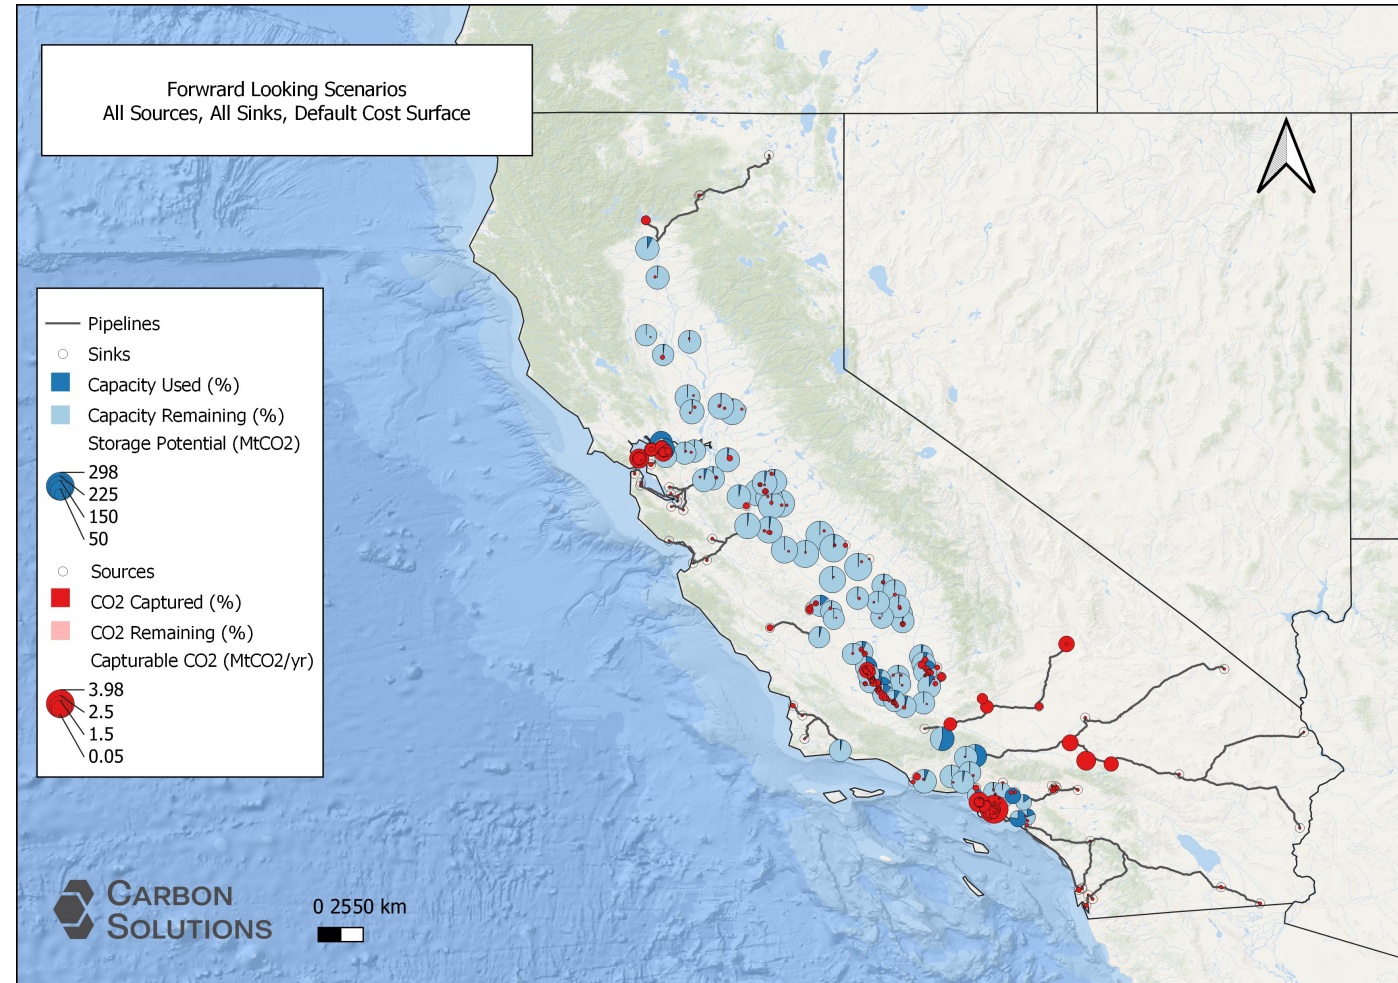 Forwrard Looking Scenarios
All Sources, All Sinks, Default Cost Surface
Pipelines
Sinks
Capacity Used (%)
Capacity Remaining (%)
Storage Potential (MtCO2)
298
225
150
50
Sources
CO2 Captured (%)
CO2 Remaining (%)
Capturable CO2 (MtCO2/yr)
3.98
2.5
1.5
0.05
CARBON
SOLUTIONS
0 2550 km